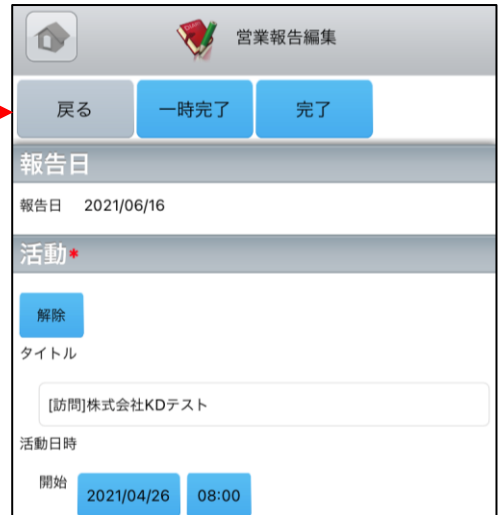 営業報告編集
戻る 一時完了 完了
報告日
報告日 2021/06/16
活動*
解除
タイトル
[訪問]株式会社KDテスト
活動日時
開始 2021/04/26 08:00